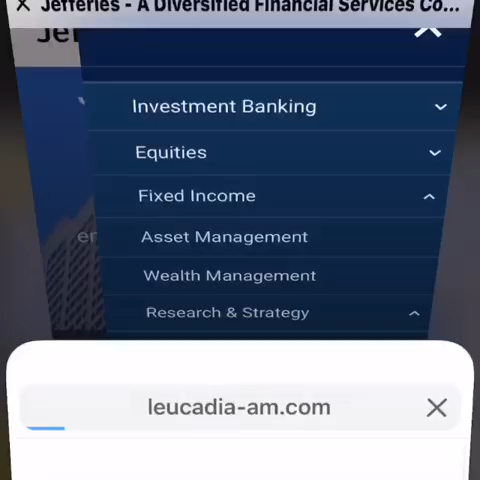 Jefferies - A Diversified Financial Services Co...
Investment Banking
Equities
Fixed Income
Asset Management
Wealth Management
Research & Strategy
leucadia-am.com